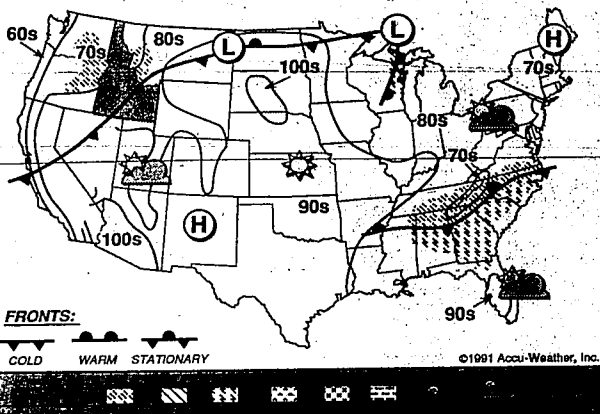 60s
70s
80s
L
L
H
100s
70s
80s
70s
90s
H
100s
90s
FRONTS:
COLD WARM STATIONARY
©1991 Accu-Weather, Inc.